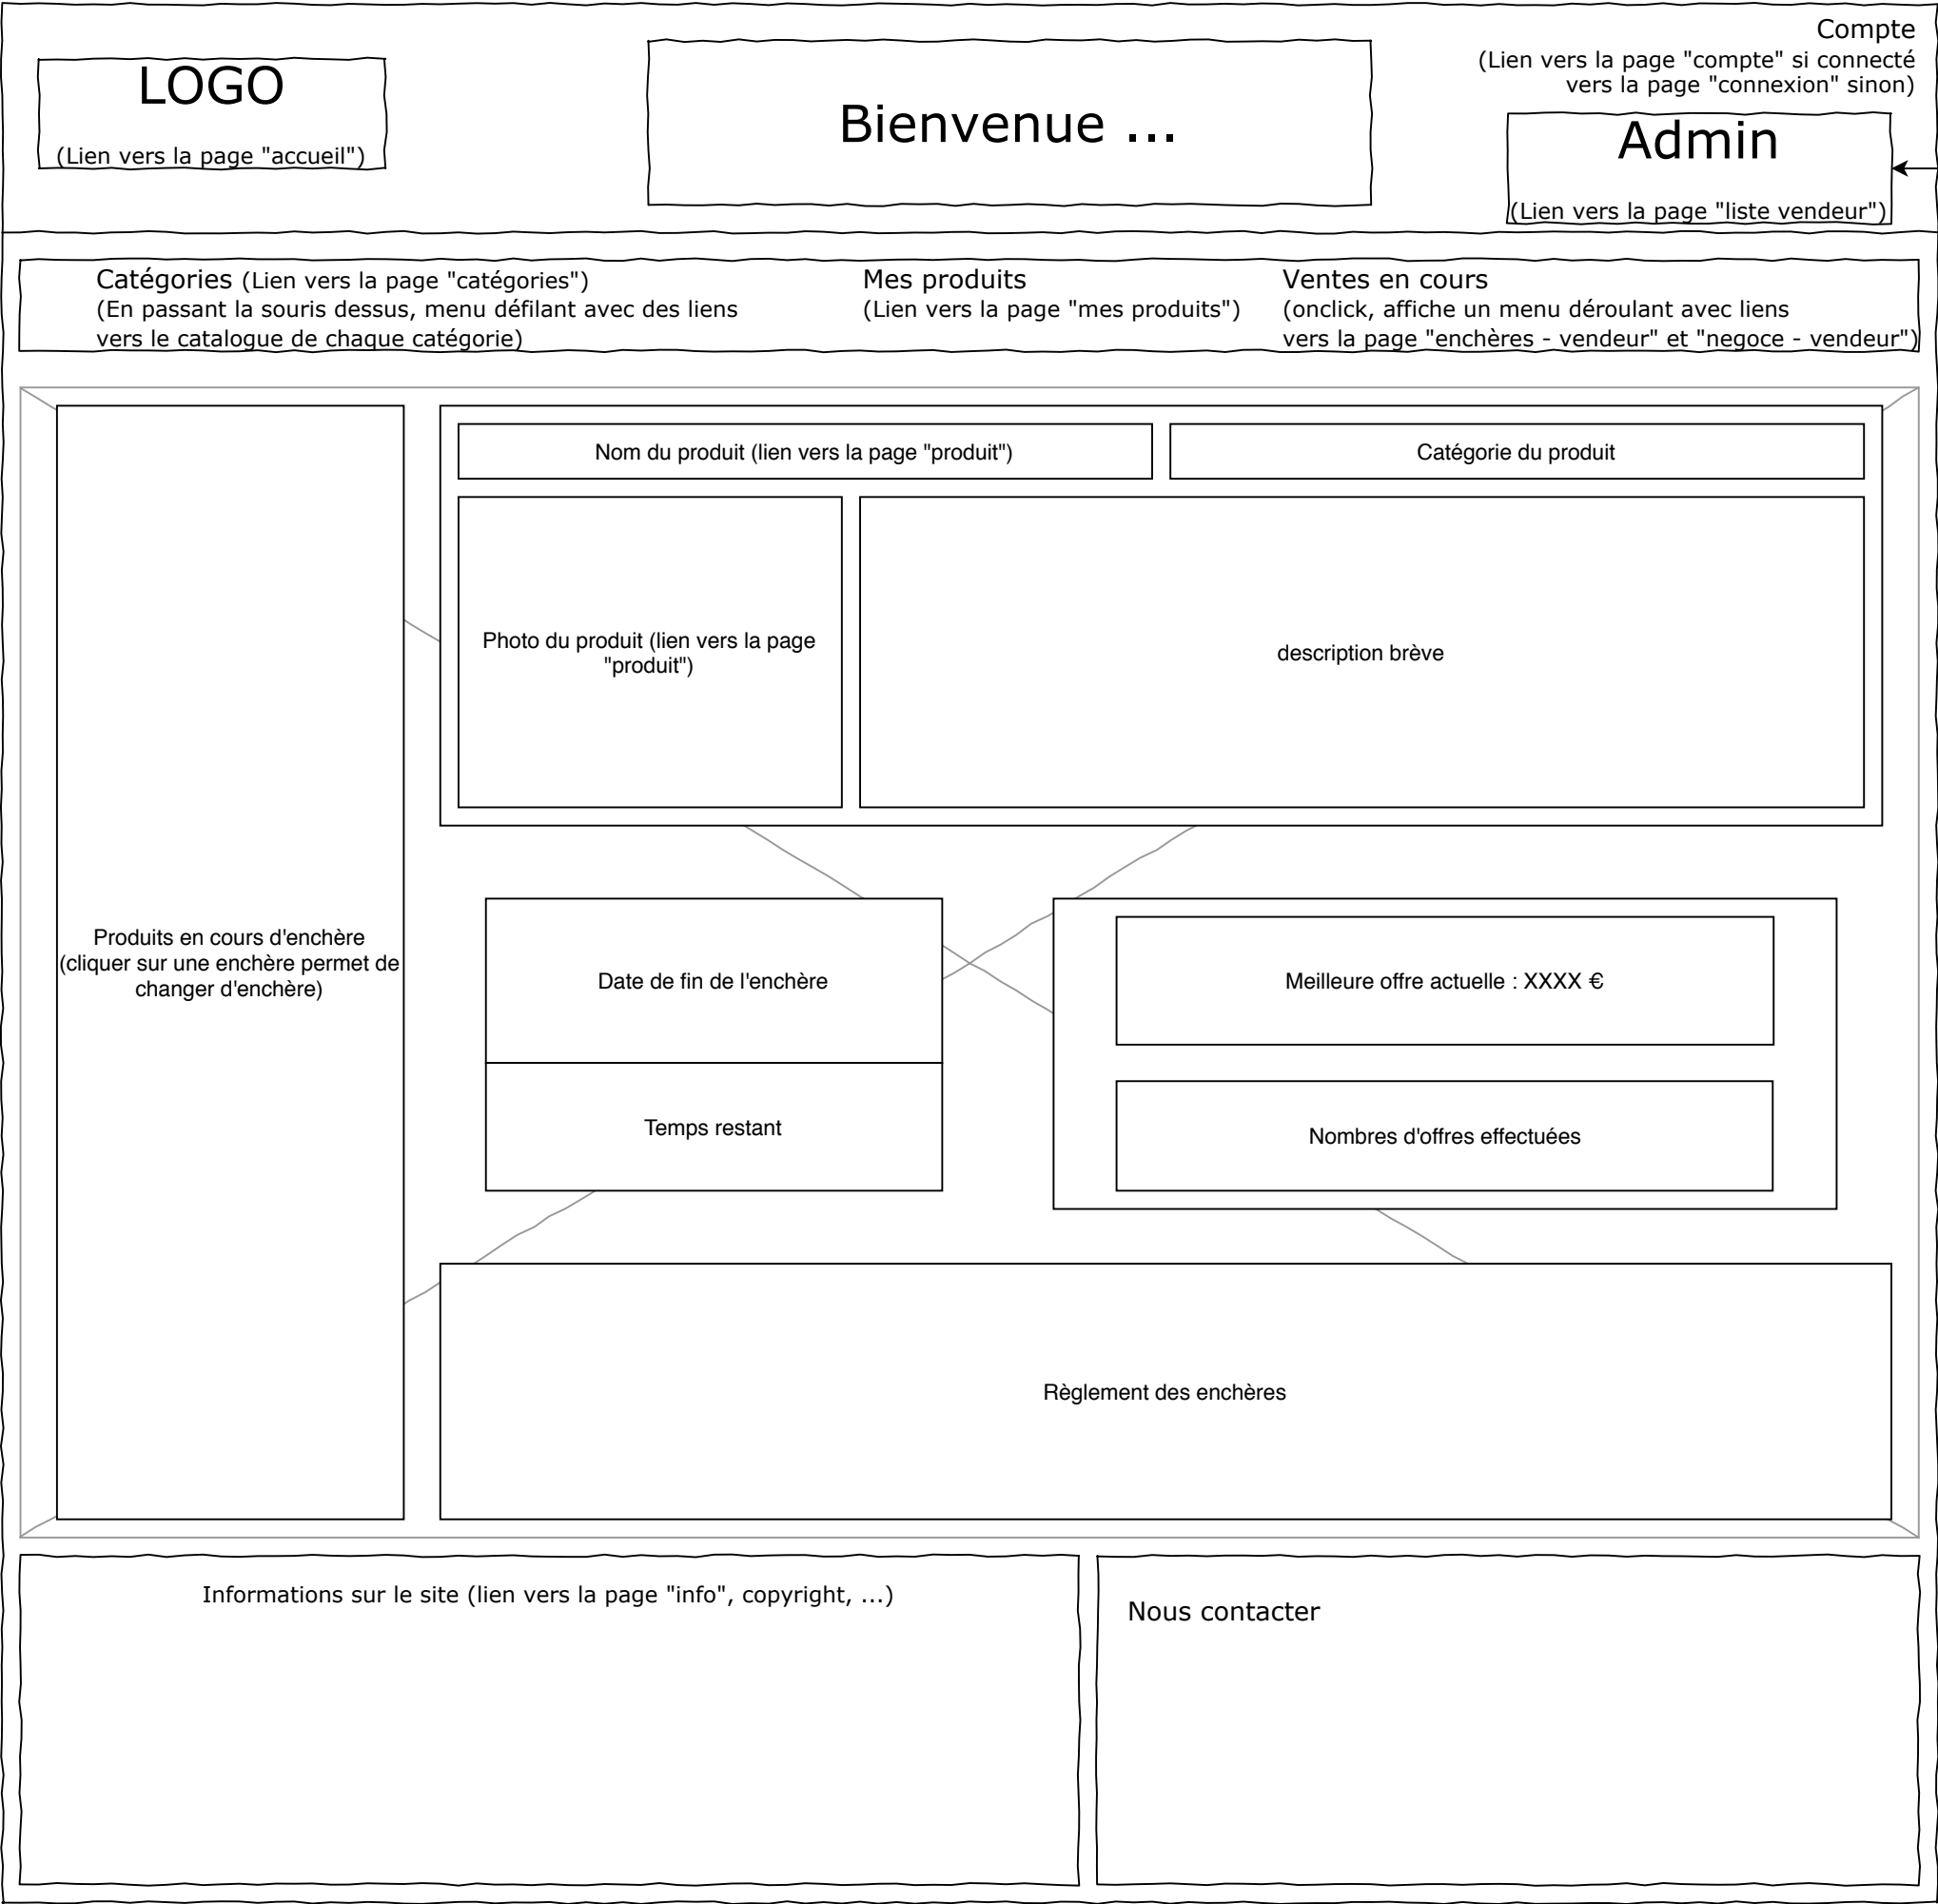 LOGO
(Lien vers la page "accueil")
Bienvenue ...
Compte
(Lien vers la page "compte" si connecté
vers la page "connexion" sinon)
Admin
(Lien vers la page "liste vendeur")
Catégories (Lien vers la page "catégories")
(En passant la souris dessus, menu défilant avec des liens
vers le catalogue de chaque catégorie)
Mes produits
(Lien vers la page "mes produits")
Ventes en cours
(onclick, affiche un menu déroulant avec liens
vers la page "enchères - vendeur" et "negoce - vendeur")
Produits en cours d'enchère
(cliquer sur une enchère permet de
changer d'enchère)
Nom du produit (lien vers la page "produit")
Catégorie du produit
Photo du produit (lien vers la page
"produit")
description brève
Date de fin de l'enchère
Temps restant
Meilleure offre actuelle : XXXX €
Nombres d'offres effectuées
Règlement des enchères
Informations sur le site (lien vers la page "info", copyright, ...)
Nous contacter